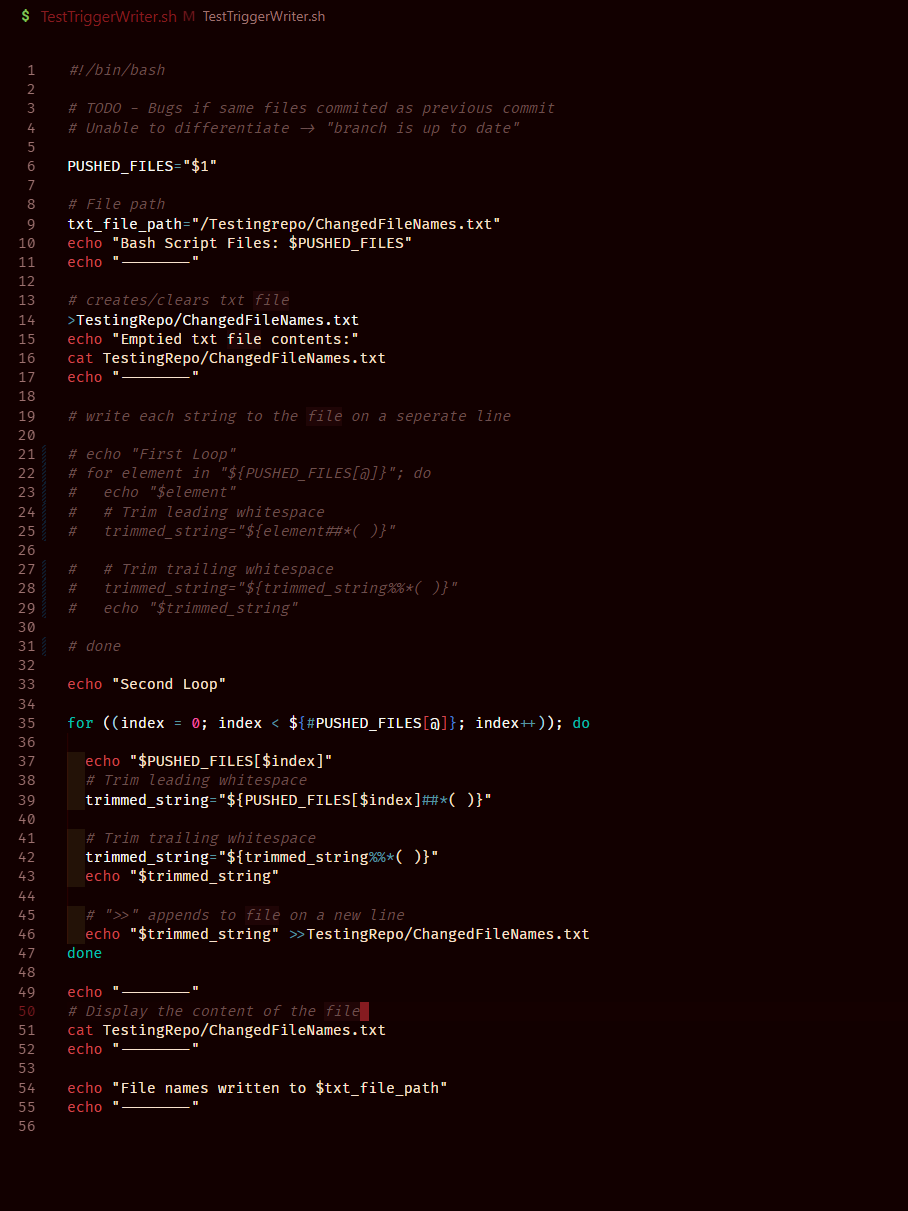 $ TestTriggerWriter.sh M TestTriggerWriter.sh
1 #!/bin/bash
2
3 # TODO - Bugs if same files commited as previous commit
4 # Unable to differentiate -> "branch is up to date"
5
6 PUSHED_FILES="$1"
7
8 # File path
9 txt_file_path="/Testingrepo/ChangedFileNames.txt"
10 echo "Bash Script Files: $PUSHED_FILES"
11 echo "--------"
12
13 # creates/clears txt file
14 >TestingRepo/ChangedFileNames.txt
15 echo "Emptied txt file contents:"
16 cat TestingRepo/ChangedFileNames.txt
17 echo "--------"
18
19 # write each string to the file on a seperate line
20
21 # echo "First Loop"
22 # for element in "${PUSHED_FILES[@]}"; do
23 #   echo "$element"
24 #   # Trim leading whitespace
25 #   trimmed_string="${element##*( )}"
26
27 #   # Trim trailing whitespace
28 #   trimmed_string="${trimmed_string%%*( )}"
29 #   echo "$trimmed_string"
30
31 # done
32
33 echo "Second Loop"
34
35 for ((index = 0; index < ${#PUSHED_FILES[@]}; index++)); do
36
37   echo "$PUSHED_FILES[$index]"
38   # Trim leading whitespace
39   trimmed_string="${PUSHED_FILES[$index]##*( )}"
40
41   # Trim trailing whitespace
42   trimmed_string="${trimmed_string%%*( )}"
43   echo "$trimmed_string"
44
45   # ">>" appends to file on a new line
46   echo "$trimmed_string" >>TestingRepo/ChangedFileNames.txt
47 done
48
49 echo "--------"
50 # Display the content of the file
51 cat TestingRepo/ChangedFileNames.txt
52 echo "--------"
53
54 echo "File names written to $txt_file_path"
55 echo "--------"
56